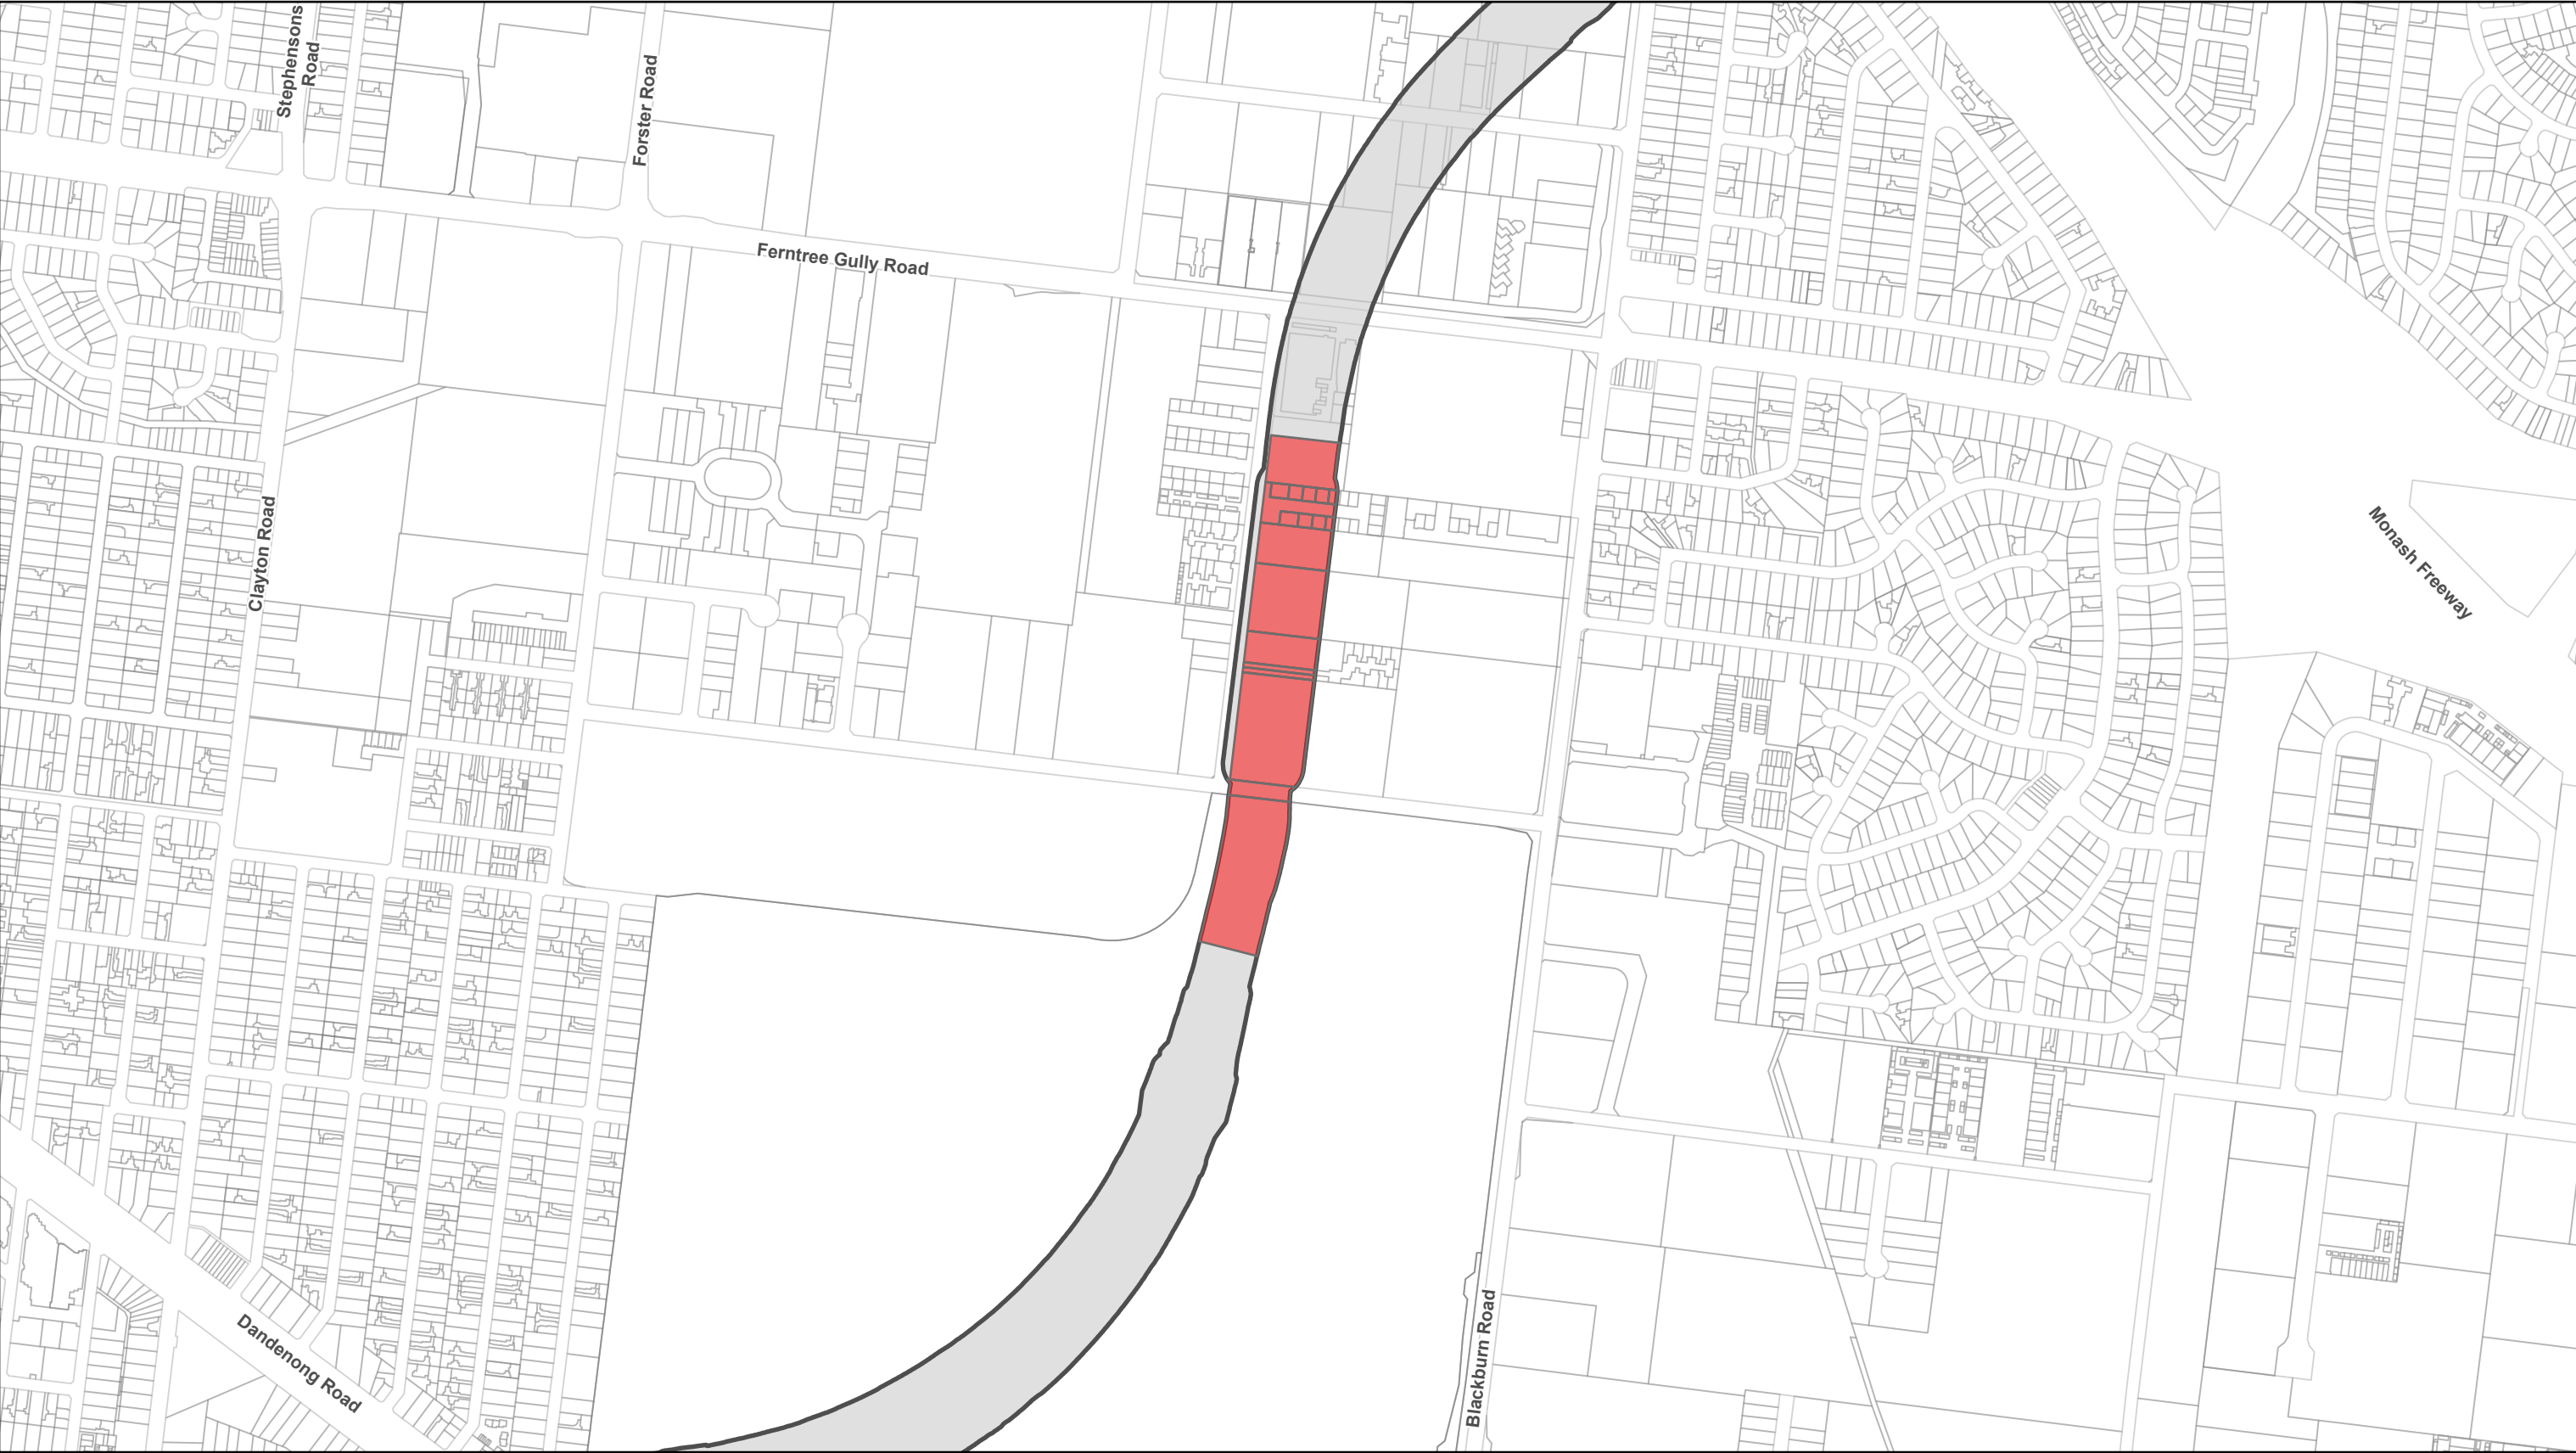 Stephensons
Road
Forster Road
Ferntree Gully Road
Clayton Road
Monash Freeway
Dandenong Road
Blackburn Road